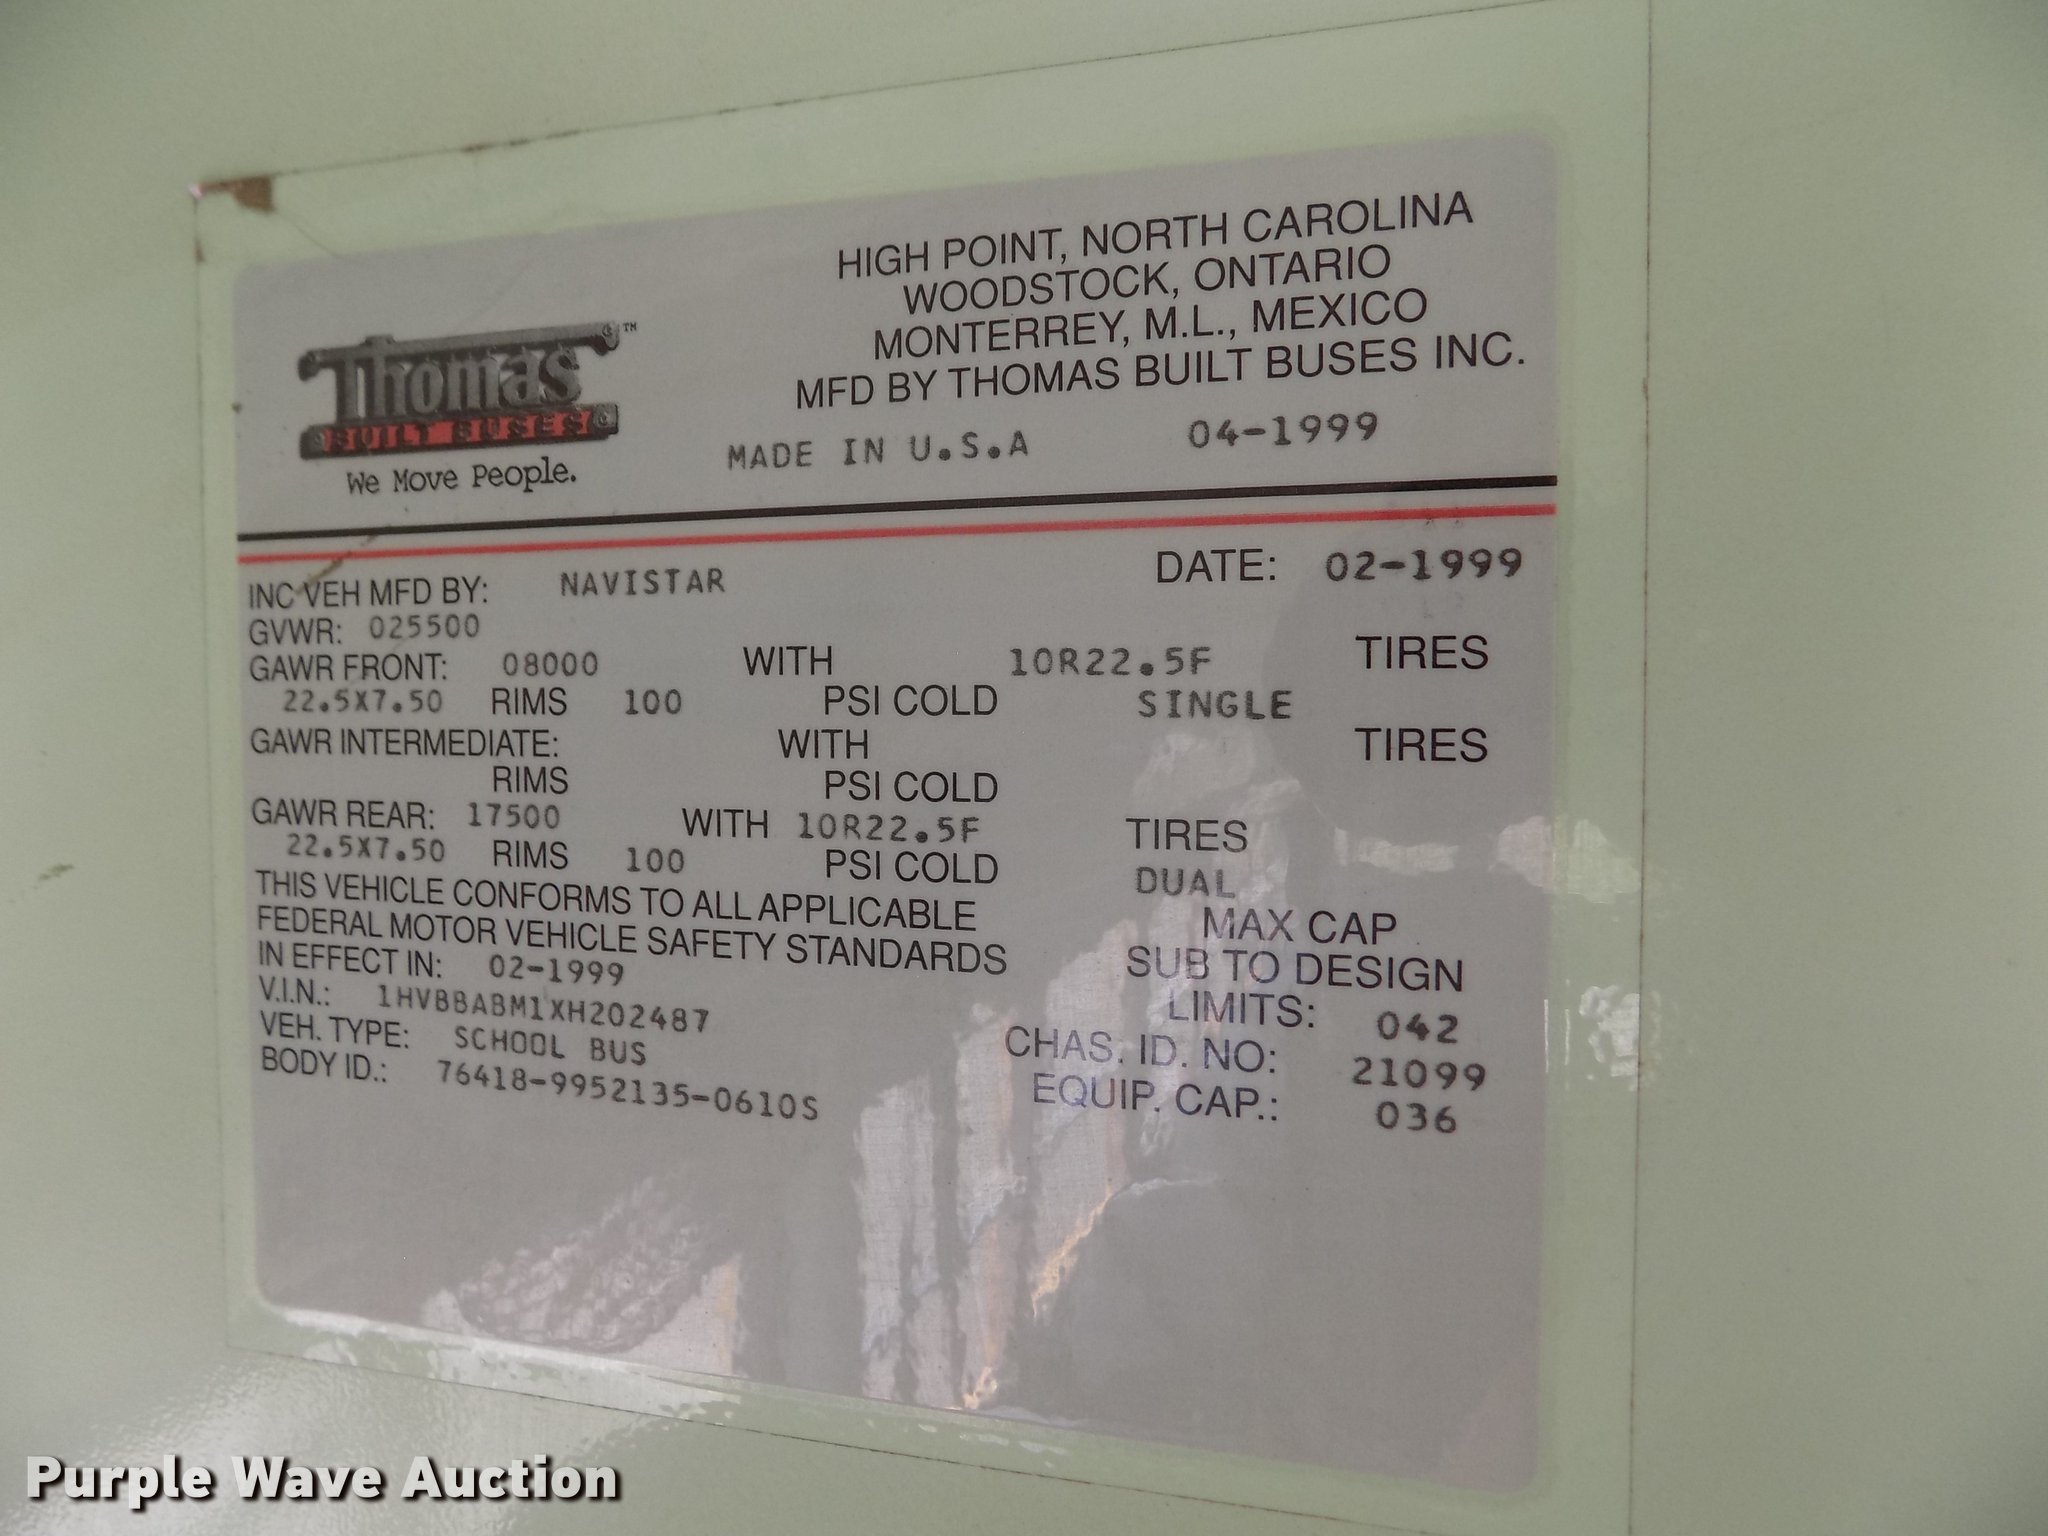 HIGH POINT, NORTH CAROLINA
WOODSTOCK, ONTARIO
MONTERREY, M.L., MEXICO
MFD BY THOMAS BUILT BUSES INC.
Thomas™
BUILT BUSES
We Move People.
MADE IN U.S.A 04-1999
INC VEH MFD BY: NAVISTAR DATE: 02-1999
GVWR: 025500
GAWR FRONT: 08000 WITH 10R22.5F TIRES
22.5X7.50 RIMS 100 PSI COLD SINGLE
GAWR INTERMEDIATE: WITH TIRES
RIMS PSI COLD
GAWR REAR: 17500 WITH 10R22.5F TIRES
22.5X7.50 RIMS 100 PSI COLD DUAL
THIS VEHICLE CONFORMS TO ALL APPLICABLE
FEDERAL MOTOR VEHICLE SAFETY STANDARDS
IN EFFECT IN: 02-1999
MAX CAP
SUB TO DESIGN
LIMITS: 042
V.I.N.: 1HVBBABM1XH202487
VEH. TYPE: SCHOOL BUS CHAS. ID. NO: 21099
BODY ID.: 76418-9952135-0610S EQUIP. CAP.: 036
Purple Wave Auction